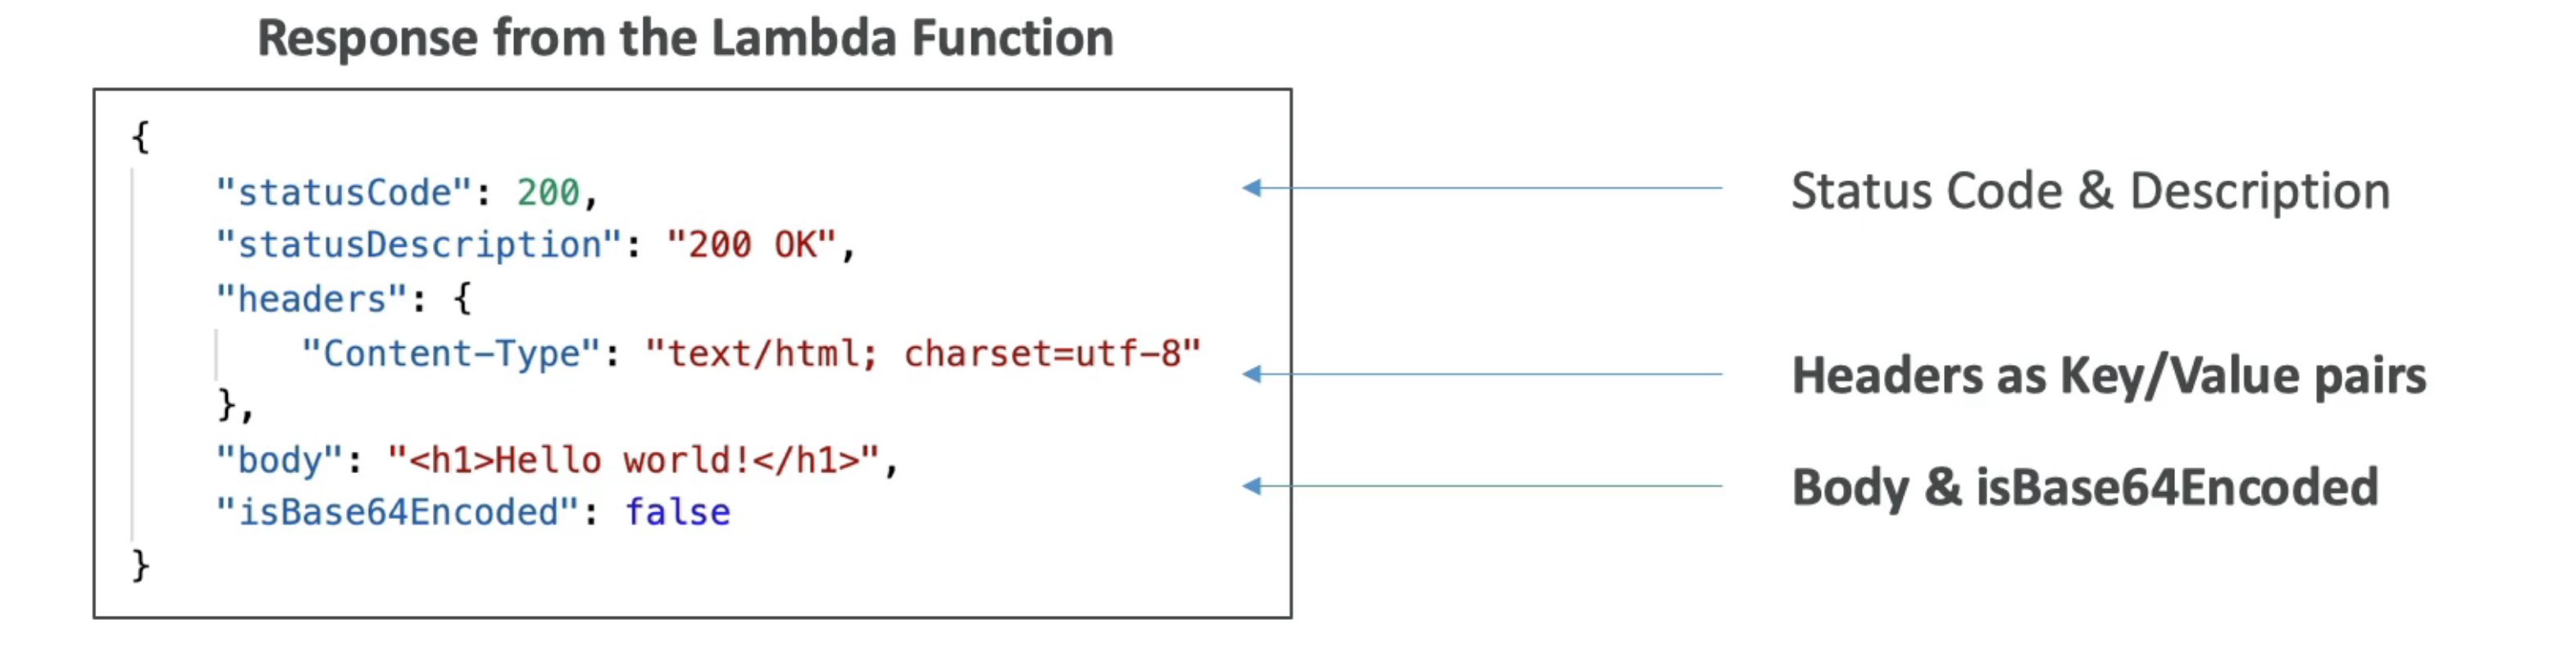 Response from the Lambda Function
{
"statusCode": 200,
"statusDescription": "200 OK",
"headers": {
"Content-Type": "text/html; charset=utf-8"
},
"body": "<h1>Hello world!</h1>",
"isBase64Encoded": false
}
Status Code & Description
Headers as Key/Value pairs
Body & isBase64Encoded